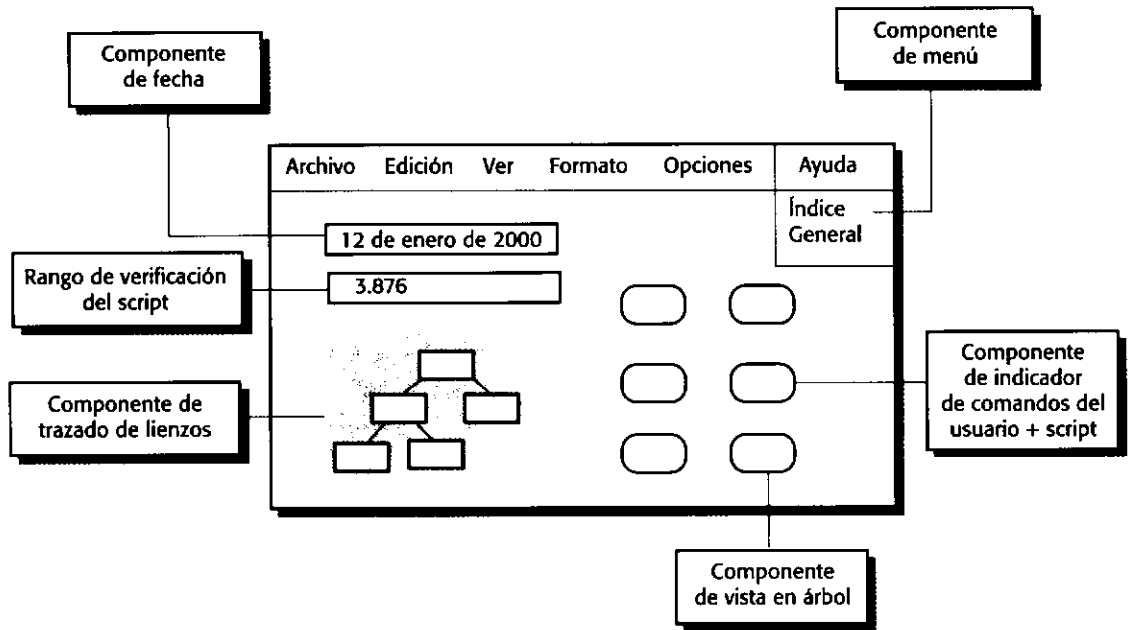 Componente
de fecha
Componente
de menú
Archivo Edición Ver Formato Opciones Ayuda
Índice
General
12 de enero de 2000
Rango de verificación
del script
3.876
Componente
de indicador
de comandos del
usuario + script
Componente de
trazado de lienzos
Componente
de vista en árbol